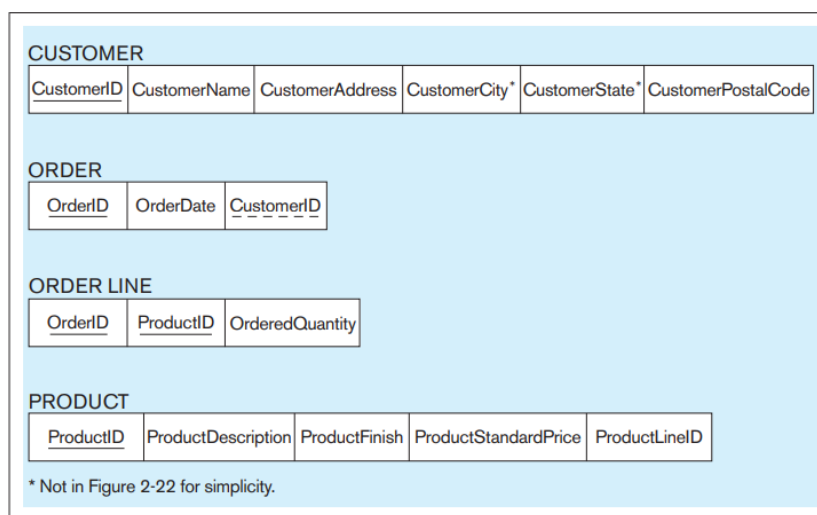 CUSTOMER
CustomerID CustomerName CustomerAddress CustomerCity* CustomerState* CustomerPostalCode
ORDER
OrderID OrderDate CustomerID
ORDER LINE
OrderID ProductID OrderedQuantity
PRODUCT
ProductID ProductDescription ProductFinish ProductStandardPrice ProductLineID
* Not in Figure 2-22 for simplicity.